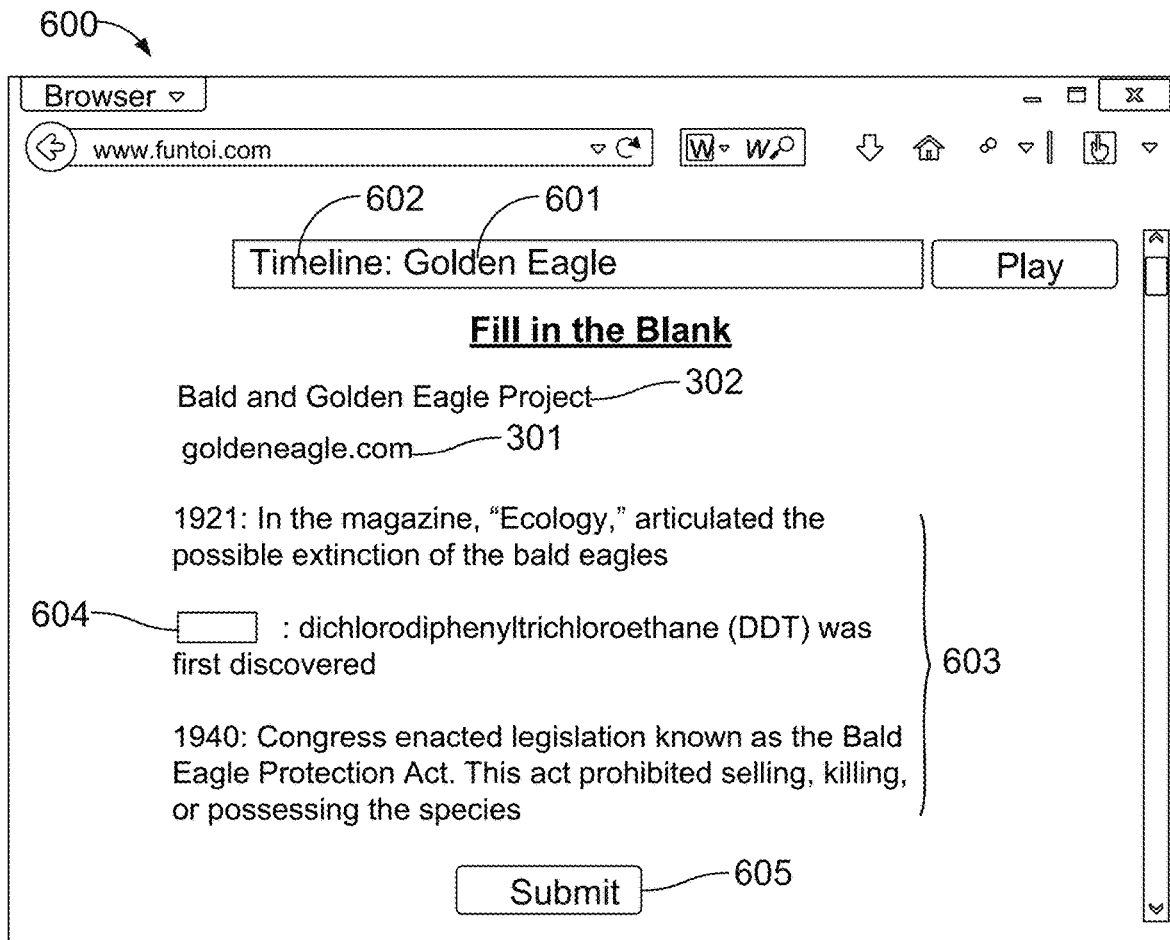 600
Browser
www.funtoi.com W W
602 601
Timeline: Golden Eagle Play
Fill in the Blank
Bald and Golden Eagle Project 302
goldeneagle.com 301
1921: In the magazine, “Ecology,” articulated the
possible extinction of the bald eagles
604 : dichlorodiphenyltrichloroethane (DDT) was
first discovered
603
1940: Congress enacted legislation known as the Bald
Eagle Protection Act. This act prohibited selling, killing,
or possessing the species
Submit 605